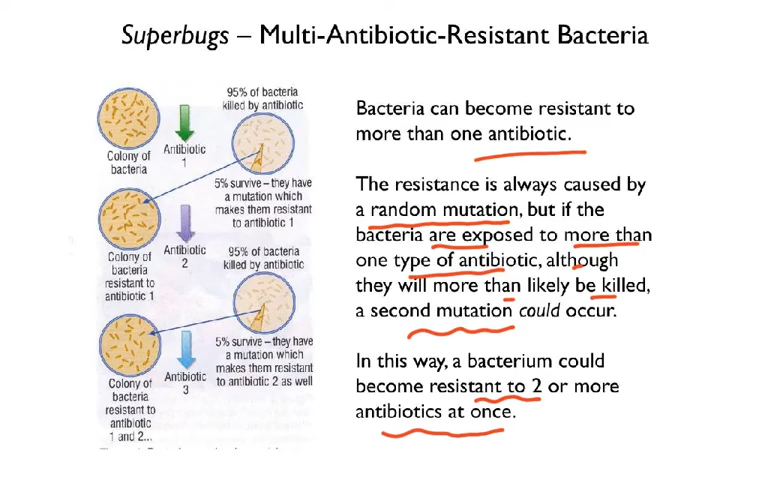 Superbugs – Multi-Antibiotic-Resistant Bacteria
95% of bacteria
killed by antibiotic
Colony of
bacteria
Antibiotic
1
5% survive – they have
a mutation which
makes them resistant
to antibiotic 1
Colony of
bacteria
resistant to
antibiotic 1
Antibiotic
2
95% of bacteria
killed by antibiotic
5% survive – they have
a mutation which
makes them resistant
to antibiotic 2 as well
Colony of
bacteria
resistant to
antibiotic
1 and 2...
Antibiotic
3
Bacteria can become resistant to
more than one antibiotic.
The resistance is always caused by
a random mutation, but if the
bacteria are exposed to more than
one type of antibiotic, although
they will more than likely be killed,
a second mutation could occur.
In this way, a bacterium could
become resistant to 2 or more
antibiotics at once.